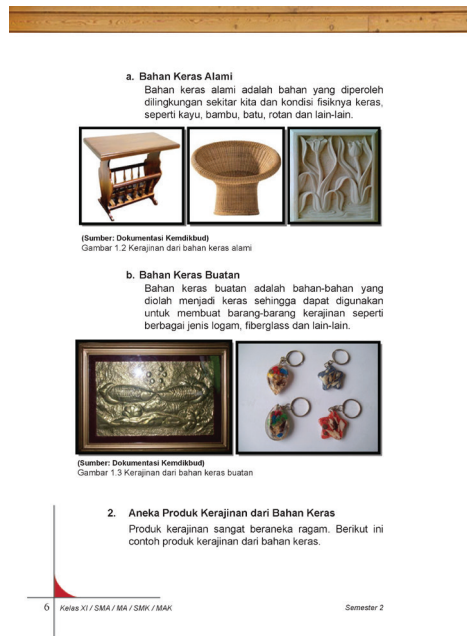 a. Bahan Keras Alami
Bahan keras alami adalah bahan yang diperoleh
dilingkungan sekitar kita dan kondisi fisiknya keras,
seperti kayu, bambu, batu, rotan dan lain-lain.
(Sumber: Dokumentasi Kemdikbud)
Gambar 1.2 Kerajinan dari bahan keras alami
b. Bahan Keras Buatan
Bahan keras buatan adalah bahan-bahan yang
diolah menjadi keras sehingga dapat digunakan
untuk membuat barang-barang kerajinan seperti
berbagai jenis logam, fiberglass dan lain-lain.
(Sumber: Dokumentasi Kemdikbud)
Gambar 1.3 Kerajinan dari bahan keras buatan
2. Aneka Produk Kerajinan dari Bahan Keras
Produk kerajinan sangat beraneka ragam. Berikut ini
contoh produk kerajinan dari bahan keras.
6 Kelas XI / SMA / MA / SMK / MAK Semester 2